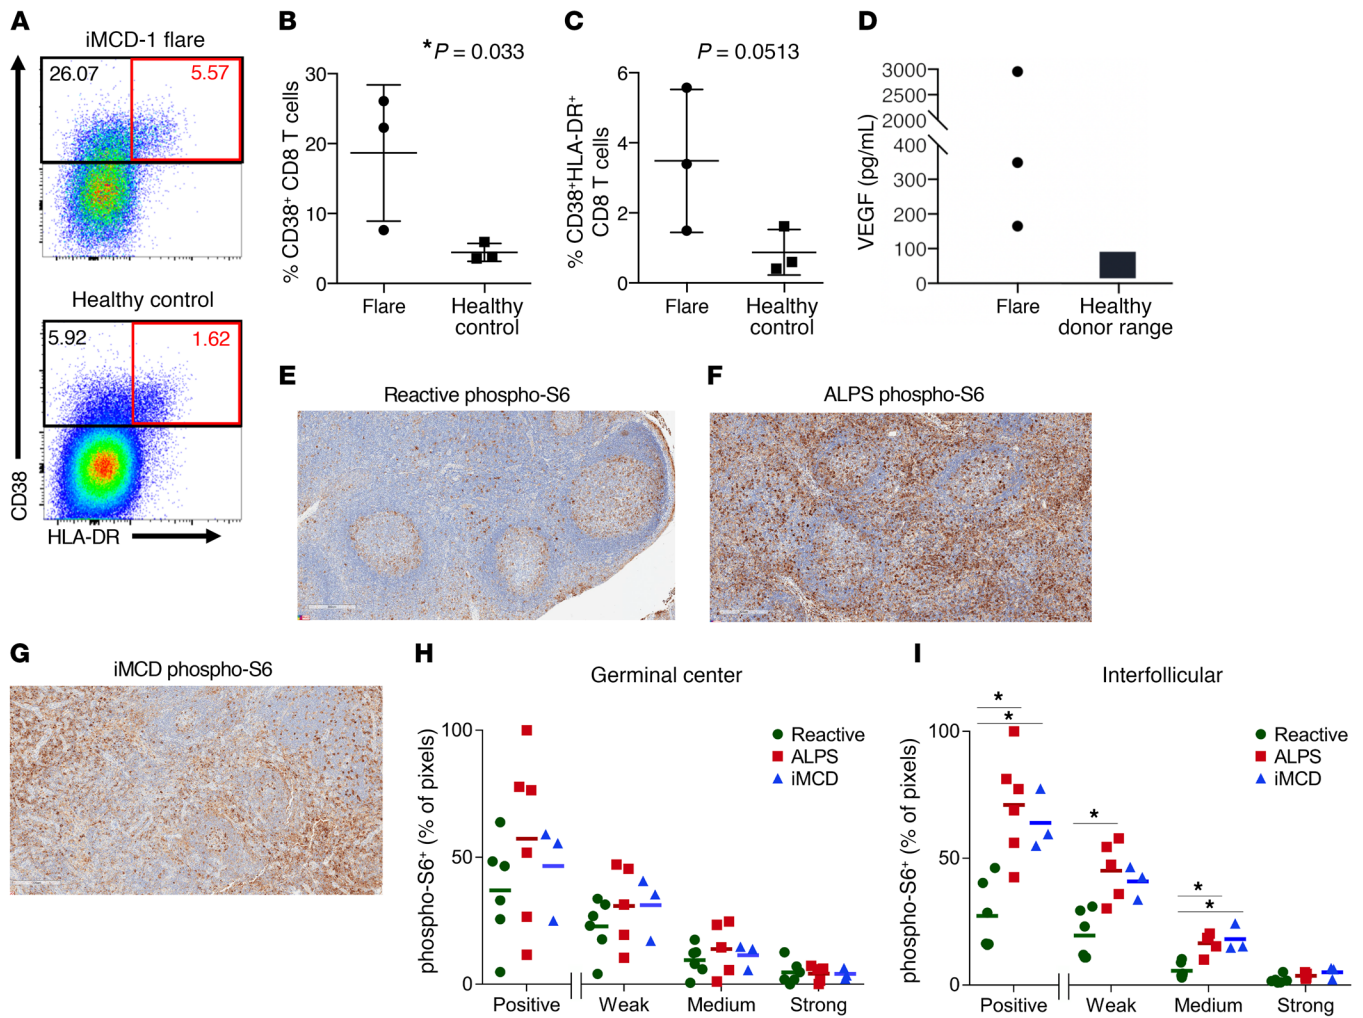 A
iMCD-1 flare
26.07
5.57
Healthy control
5.92
1.62
CD38
HLA-DR
B
*P = 0.033
% CD38+ CD8 T cells
30
20
10
0
Flare
Healthy
control
C
P = 0.0513
% CD38+HLA-DR+
CD8 T cells
6
4
2
0
Flare
Healthy
control
D
VEGF (pg/mL)
3000
2500
2000
400
300
200
100
0
Flare
Healthy
donor range
E
Reactive phospho-S6
F
ALPS phospho-S6
G
iMCD phospho-S6
H
Germinal center
phospho-S6+ (% of pixels)
100
50
0
Reactive
ALPS
iMCD
Positive
Weak
Medium
Strong
I
Interfollicular
phospho-S6+ (% of pixels)
100
50
0
*
*
*
*
*
Reactive
ALPS
iMCD
Positive
Weak
Medium
Strong